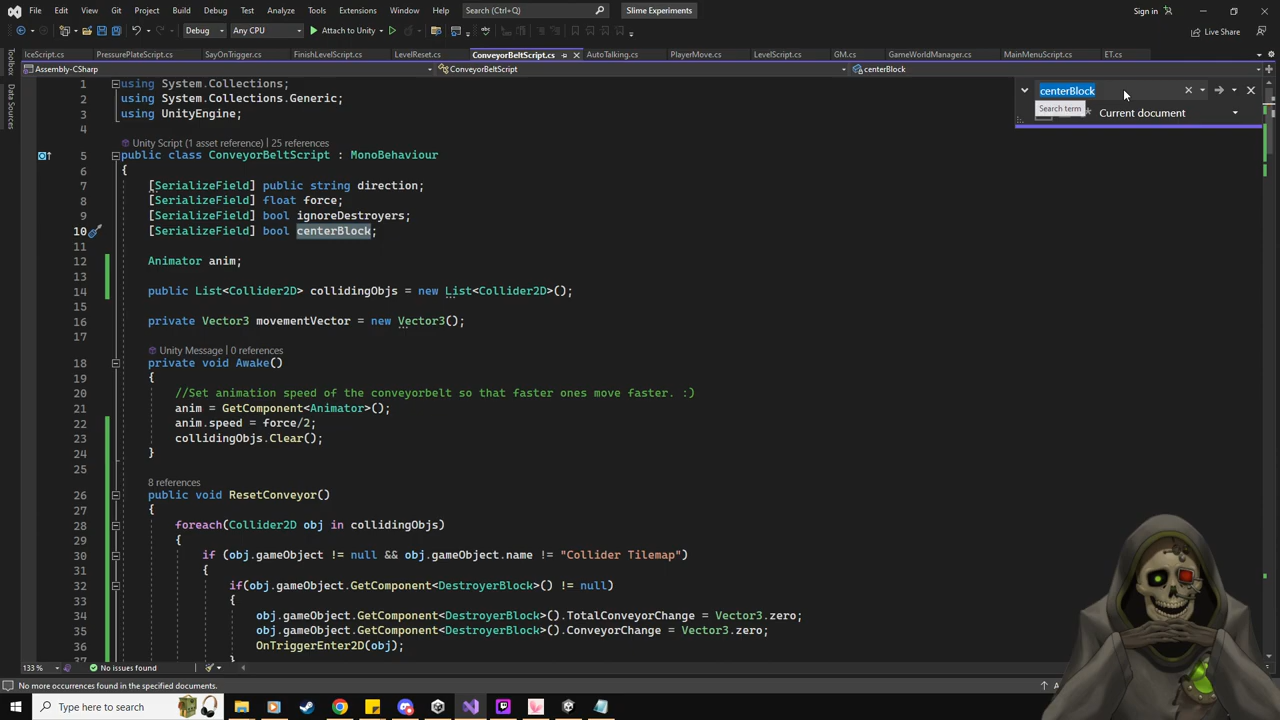 File Edit View Git Project Build Debug Test Analyze Tools Extensions Window Help Search (Ctrl+Q) Slime Experiments Sign in
Debug Any CPU Attach to Unity Live Share
IceScript.cs PressurePlateScript.cs SayOnTrigger.cs FinishLevelScript.cs LevelReset.cs ConveyorBeltScript.cs AutoTalking.cs PlayerMove.cs LevelScript.cs GM.cs GameWorldManager.cs MainMenuScript.cs ET.cs
Toolbox
Data Sources
Assembly-CSharp ConveyorBeltScript centerBlock
centerBlock
Search term
Current document
1 using System.Collections;
2 using System.Collections.Generic;
3 using UnityEngine;
4
Unity Script (1 asset reference) | 25 references
5 public class ConveyorBeltScript : MonoBehaviour
6 {
7 [SerializeField] public string direction;
8 [SerializeField] float force;
9 [SerializeField] bool ignoreDestroyers;
10 [SerializeField] bool centerBlock;
11
12 Animator anim;
13
14 public List<Collider2D> collidingObjs = new List<Collider2D>();
15
16 private Vector3 movementVector = new Vector3();
17
Unity Message | 0 references
18 private void Awake()
19 {
20 //Set animation speed of the conveyorbelt so that faster ones move faster. :)
21 anim = GetComponent<Animator>();
22 anim.speed = force/2;
23 collidingObjs.Clear();
24 }
25
8 references
26 public void ResetConveyor()
27 {
28 foreach(Collider2D obj in collidingObjs)
29 {
30 if (obj.gameObject != null && obj.gameObject.name != "Collider Tilemap")
31 {
32 if(obj.gameObject.GetComponent<DestroyerBlock>() != null)
33 {
34 obj.gameObject.GetComponent<DestroyerBlock>().TotalConveyorChange = Vector3.zero;
35 obj.gameObject.GetComponent<DestroyerBlock>().ConveyorChange = Vector3.zero;
36 OnTriggerEnter2D(obj);
37 }
133 % No issues found
No more occurrences found in the specified documents.
Type here to search